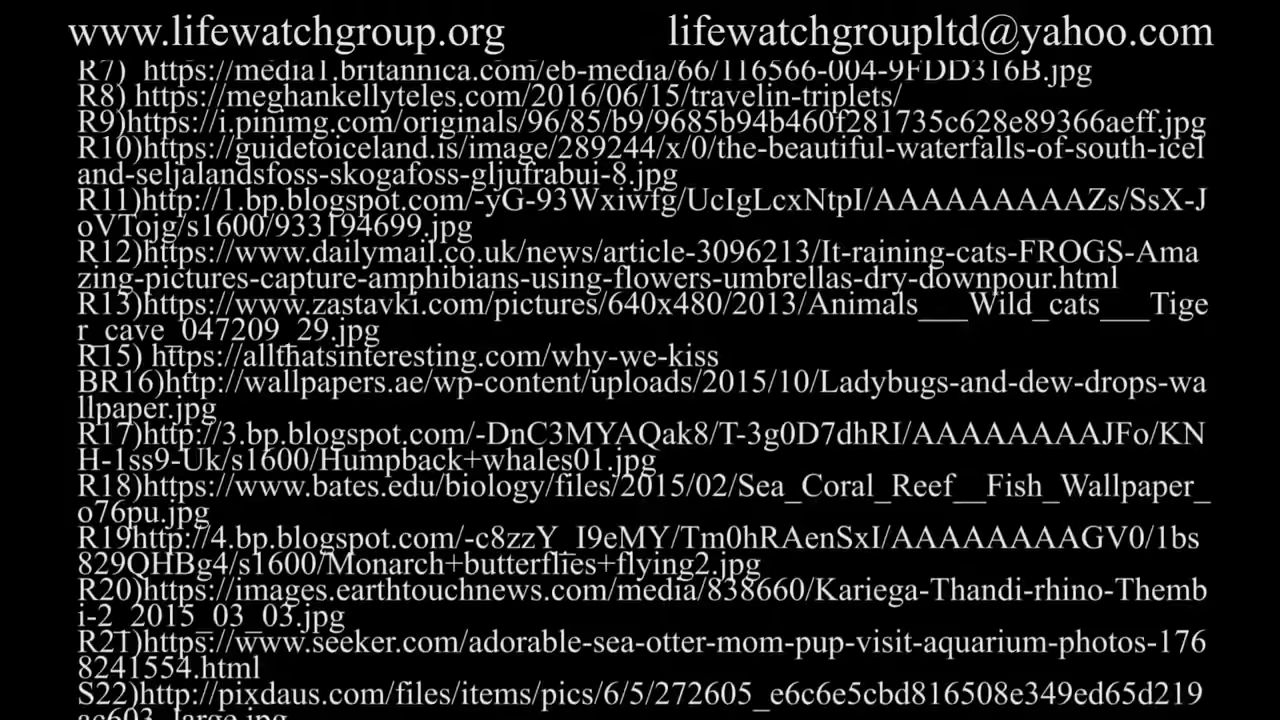 www.lifewatchgroup.org lifewatchgroupltd@yahoo.com
R7) https://media1.britannica.com/eb-media/66/116566-004-9FDD316B.jpg
R8) https://meghankellyteles.com/2016/06/15/travelin-triplets/
R9)https://i.pinimg.com/originals/96/85/b9/9685b94b460f281735c628e89366aeff.jpg
R10)https://guidetoiceland.is/image/289244/x/0/the-beautiful-waterfalls-of-south-icel
and-seljalandsfoss-skogafoss-gljufrabui-8.jpg
R11)http://1.bp.blogspot.com/-yG-93Wxiwfg/UcIgLcxNtpI/AAAAAAAAAZs/SsX-J
oVTojg/s1600/933194699.jpg
R12)https://www.dailymail.co.uk/news/article-3096213/It-raining-cats-FROGS-Ama
zing-pictures-capture-amphibians-using-flowers-umbrellas-dry-downpour.html
R13)https://www.zastavki.com/pictures/640x480/2013/Animals___Wild_cats___Tige
r_cave_047209_29.jpg
R15) https://allthatsinteresting.com/why-we-kiss
BR16)http://wallpapers.ae/wp-content/uploads/2015/10/Ladybugs-and-dew-drops-wa
llpaper.jpg
R17)http://3.bp.blogspot.com/-DnC3MYAQak8/T-3g0D7dhRI/AAAAAAAAJFo/KN
H-1ss9-Uk/s1600/Humpback+whales01.jpg
R18)https://www.bates.edu/biology/files/2015/02/Sea_Coral_Reef__Fish_Wallpaper_
o76pu.jpg
R19http://4.bp.blogspot.com/-c8zzY_I9eMY/Tm0hRAenSxI/AAAAAAAAGV0/1bs
829QHBg4/s1600/Monarch+butterflies+flying2.jpg
R20)https://images.earthtouchnews.com/media/838660/Kariega-Thandi-rhino-Themb
i-2_2015_03_03.jpg
R21)https://www.seeker.com/adorable-sea-otter-mom-pup-visit-aquarium-photos-176
8241554.html
S22)http://pixdaus.com/files/items/pics/6/5/272605_e6c6e5cbd816508e349ed65d219
ac603_large.jpg